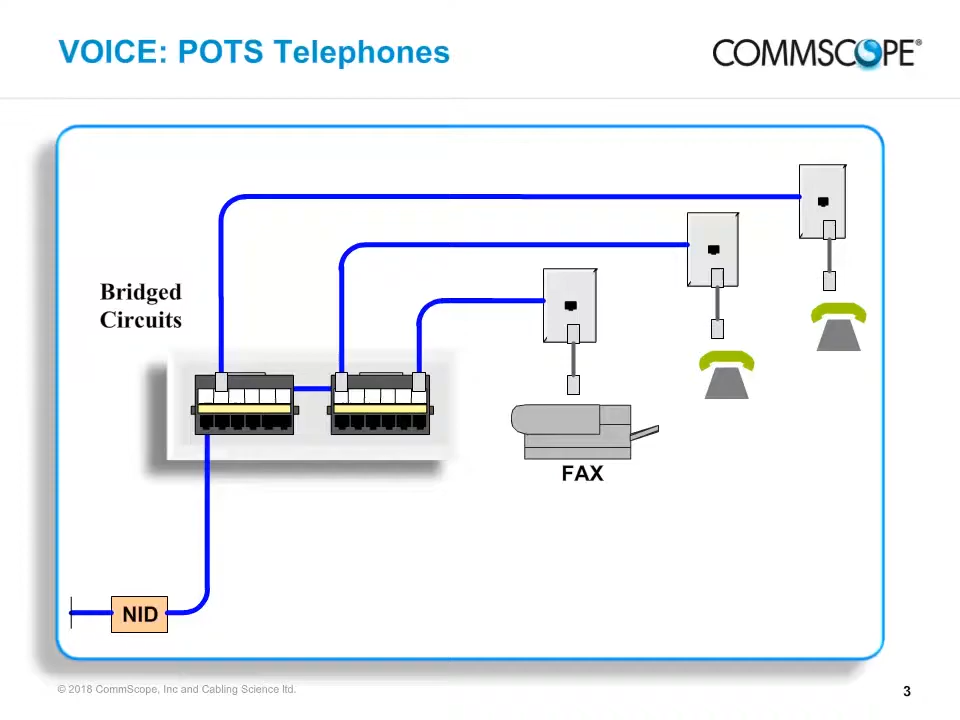 VOICE: POTS Telephones
COMMSCOPE®
Bridged
Circuits
FAX
NID
© 2018 CommScope, Inc and Cabling Science ltd.
3